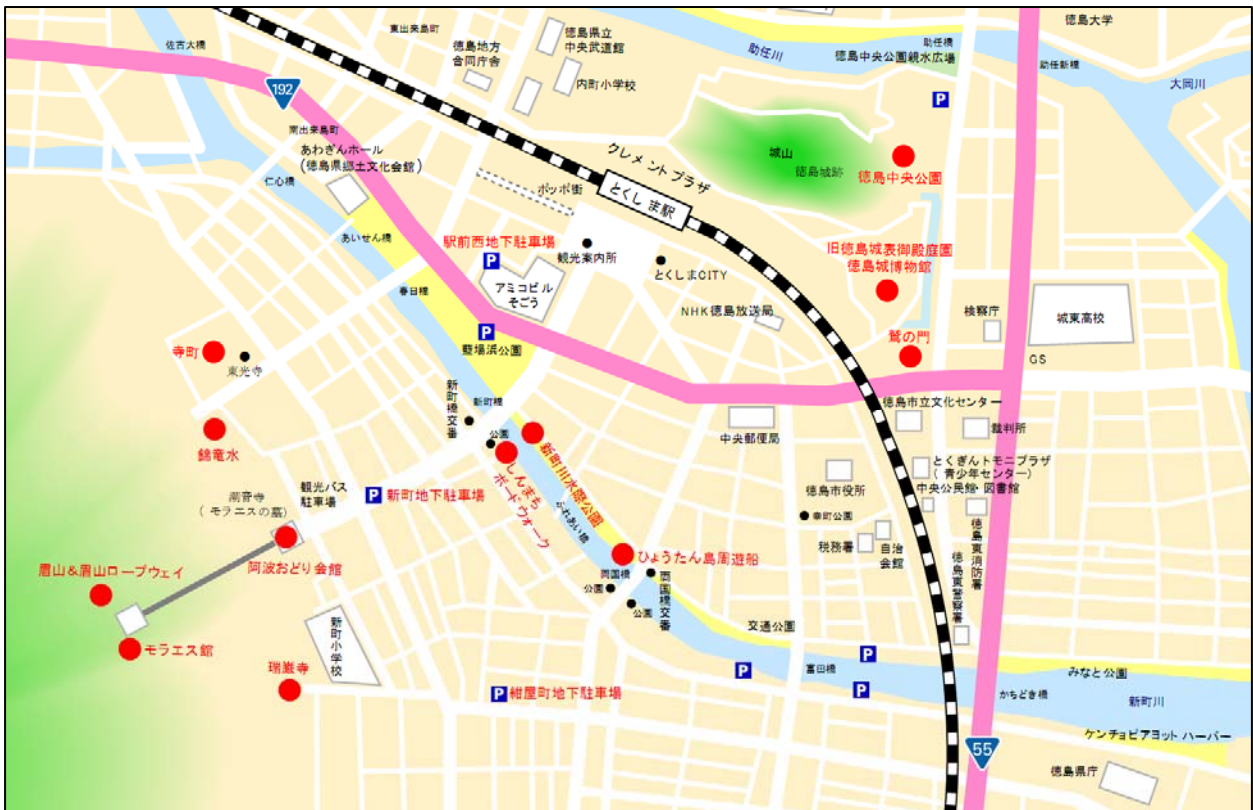 佐古大橋
東出来島町
徳島地方
合同庁舎
徳島県立
中央武道館
内町小学校
助任川
助任橋
徳島中央公園親水広場
徳島大学
助任新橋
大岡川
192
南出来島町
あわぎんホール
(徳島県郷土文化会館)
仁心橋
あいせん橋
春日橋
クレメントプラザ
ポッポ街
とくしま駅
城山
徳島城跡
徳島中央公園
P
駅前西地下駐車場
P
観光案内所
アミコビル
そごう
とくしまCITY
NHK徳島放送局
旧徳島城表御殿庭園
徳島城博物館
検察庁
城東高校
鷲の門
GS
P
藍場浜公園
寺町
東光寺
新町橋交番
新町橋
公園
錦竜水
しんまち
ボードウォーク
新町川水際公園
ふれあい橋
中央郵便局
徳島市立文化センター
裁判所
とくぎんトモニプラザ
(青少年センター)
中央公民館・図書館
徳島市役所
幸町公園
税務署
自治
会館
徳島東消防署
徳島東警察署
観光バス
駐車場
P
新町地下駐車場
潮音寺
(モラエスの墓)
阿波おどり会館
眉山&眉山ロープウェイ
モラエス館
瑞巌寺
新町小学校
ひょうたん島周遊船
両国橋
公園
公園
両国橋交番
交通公園
P
紺屋町地下駐車場
P
P
P
富田橋
みなと公園
かちどき橋
新町川
ケンチョピアヨットハーバー
55
徳島県庁